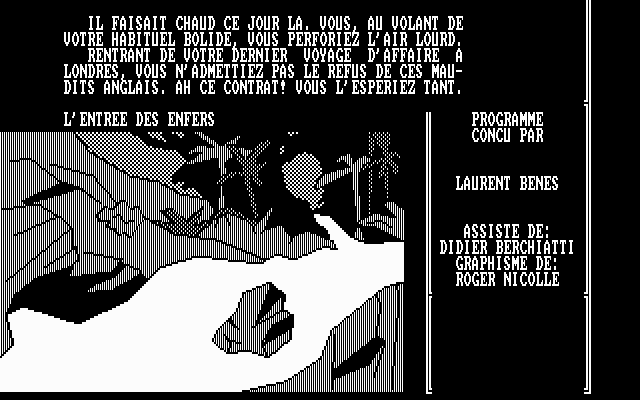 IL FAISAIT CHAUD CE JOUR LA. VOUS, AU VOLANT DE
VOTRE HABITUEL BOLIDE, VOUS PERFORIEZ L'AIR LOURD.
RENTRANT DE VOTRE DERNIER VOYAGE D'AFFAIRE A
LONDRES, VOUS N'ADMETTIEZ PAS LE REFUS DE CES MAU-
DITS ANGLAIS. AH CE CONTRAT! VOUS L'ESPERIEZ TANT.
L'ENTREE DES ENFERS
PROGRAMME
CONCU PAR
LAURENT BENES
ASSISTE DE:
DIDIER BERCHIATTI
GRAPHISME DE:
ROGER NICOLLE